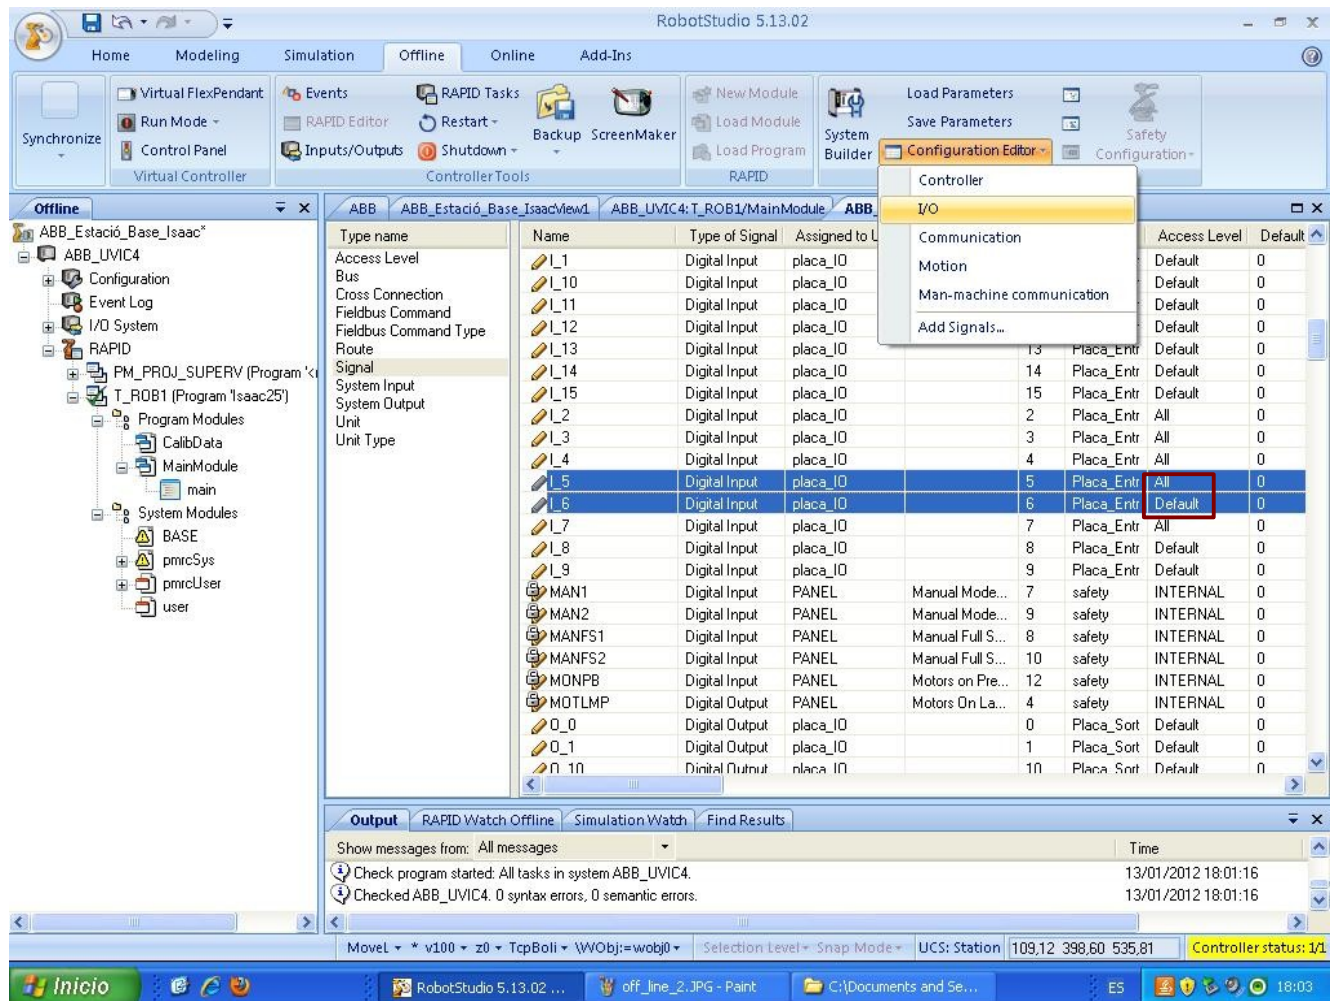 RobotStudio 5.13.02
Home Modeling Simulation Offline Online Add-Ins
Synchronize
Virtual FlexPendant
Run Mode
Control Panel
Virtual Controller
Events
RAPID Editor
Inputs/Outputs
RAPID Tasks
Restart
Shutdown
Backup
ScreenMaker
Controller Tools
New Module
Load Module
Load Program
RAPID
System
Builder
Load Parameters
Save Parameters
Configuration Editor
Safety
Configuration
Controller
I/O
Communication
Motion
Man-machine communication
Add Signals...
Offline
ABB_Estació_Base_Isaac*
ABB_UVIC4
Configuration
Event Log
I/O System
RAPID
PM_PROJ_SUPERV (Program '<
T_ROB1 (Program 'Isaac25')
Program Modules
CalibData
MainModule
main
System Modules
BASE
pmrcSys
pmrcUser
user
ABB ABB_Estació_Base_Isaac:View1 ABB_UVIC4: T_ROB1/MainModule ABB_
Type name
Access Level
Bus
Cross Connection
Fieldbus Command
Fieldbus Command Type
Route
Signal
System Input
System Output
Unit
Unit Type
Name Type of Signal Assigned to U Access Level Default
I_1 Digital Input placa_IO Default 0
I_10 Digital Input placa_IO Default 0
I_11 Digital Input placa_IO Default 0
I_12 Digital Input placa_IO Default 0
I_13 Digital Input placa_IO 13 Placa_Entr Default 0
I_14 Digital Input placa_IO 14 Placa_Entr Default 0
I_15 Digital Input placa_IO 15 Placa_Entr Default 0
I_2 Digital Input placa_IO 2 Placa_Entr All 0
I_3 Digital Input placa_IO 3 Placa_Entr All 0
I_4 Digital Input placa_IO 4 Placa_Entr All 0
I_5 Digital Input placa_IO 5 Placa_Entr All 0
I_6 Digital Input placa_IO 6 Placa_Entr Default 0
I_7 Digital Input placa_IO 7 Placa_Entr All 0
I_8 Digital Input placa_IO 8 Placa_Entr Default 0
I_9 Digital Input placa_IO 9 Placa_Entr Default 0
MAN1 Digital Input PANEL Manual Mode... 7 safety INTERNAL 0
MAN2 Digital Input PANEL Manual Mode... 9 safety INTERNAL 0
MANFS1 Digital Input PANEL Manual Full S... 8 safety INTERNAL 0
MANFS2 Digital Input PANEL Manual Full S... 10 safety INTERNAL 0
MONPB Digital Input PANEL Motors on Pre... 12 safety INTERNAL 0
MOTLMP Digital Output PANEL Motors On La... 4 safety INTERNAL 0
O_0 Digital Output placa_IO 0 Placa_Sort Default 0
O_1 Digital Output placa_IO 1 Placa_Sort Default 0
O_10 Digital Output placa_IO 10 Placa_Sort Default 0
Output RAPID Watch Offline Simulation Watch Find Results
Show messages from: All messages Time
Check program started: All tasks in system ABB_UVIC4. 13/01/2012 18:01:16
Checked ABB_UVIC4. 0 syntax errors, 0 semantic errors. 13/01/2012 18:01:16
MoveL * v100 z0 TcpBoli \WObj:=wobj0 Selection Level Snap Mode UCS: Station 109,12 398,60 535,81 Controller status: 1/1
Inicio RobotStudio 5.13.02 ... off_line_2.JPG - Paint C:\Documents and Se... ES 18:03